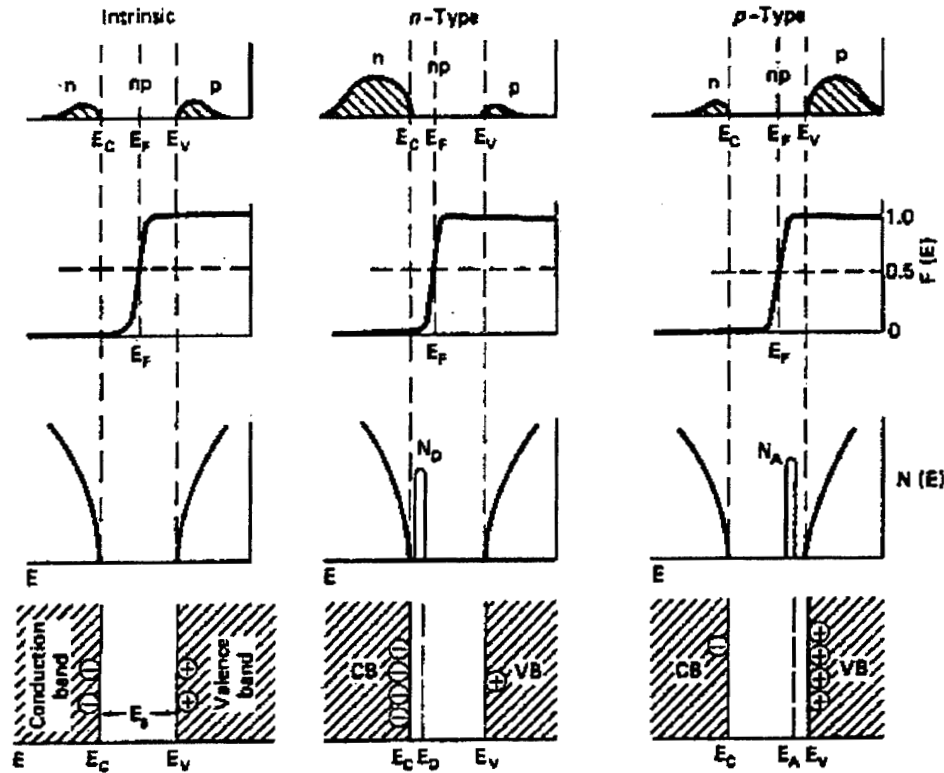 Intrinsic n-Type p-Type
n np p n np p n np p
E_C E_F E_V E_C E_F E_V E_C E_F E_V
1.0
0.5
0
F (E)
E_F E_F E_F
N_D N_A
N (E)
E E E
Conduction band Valence band CB VB CB VB
E_g
E E_C E_V E_C E_D E_V E_C E_A E_V